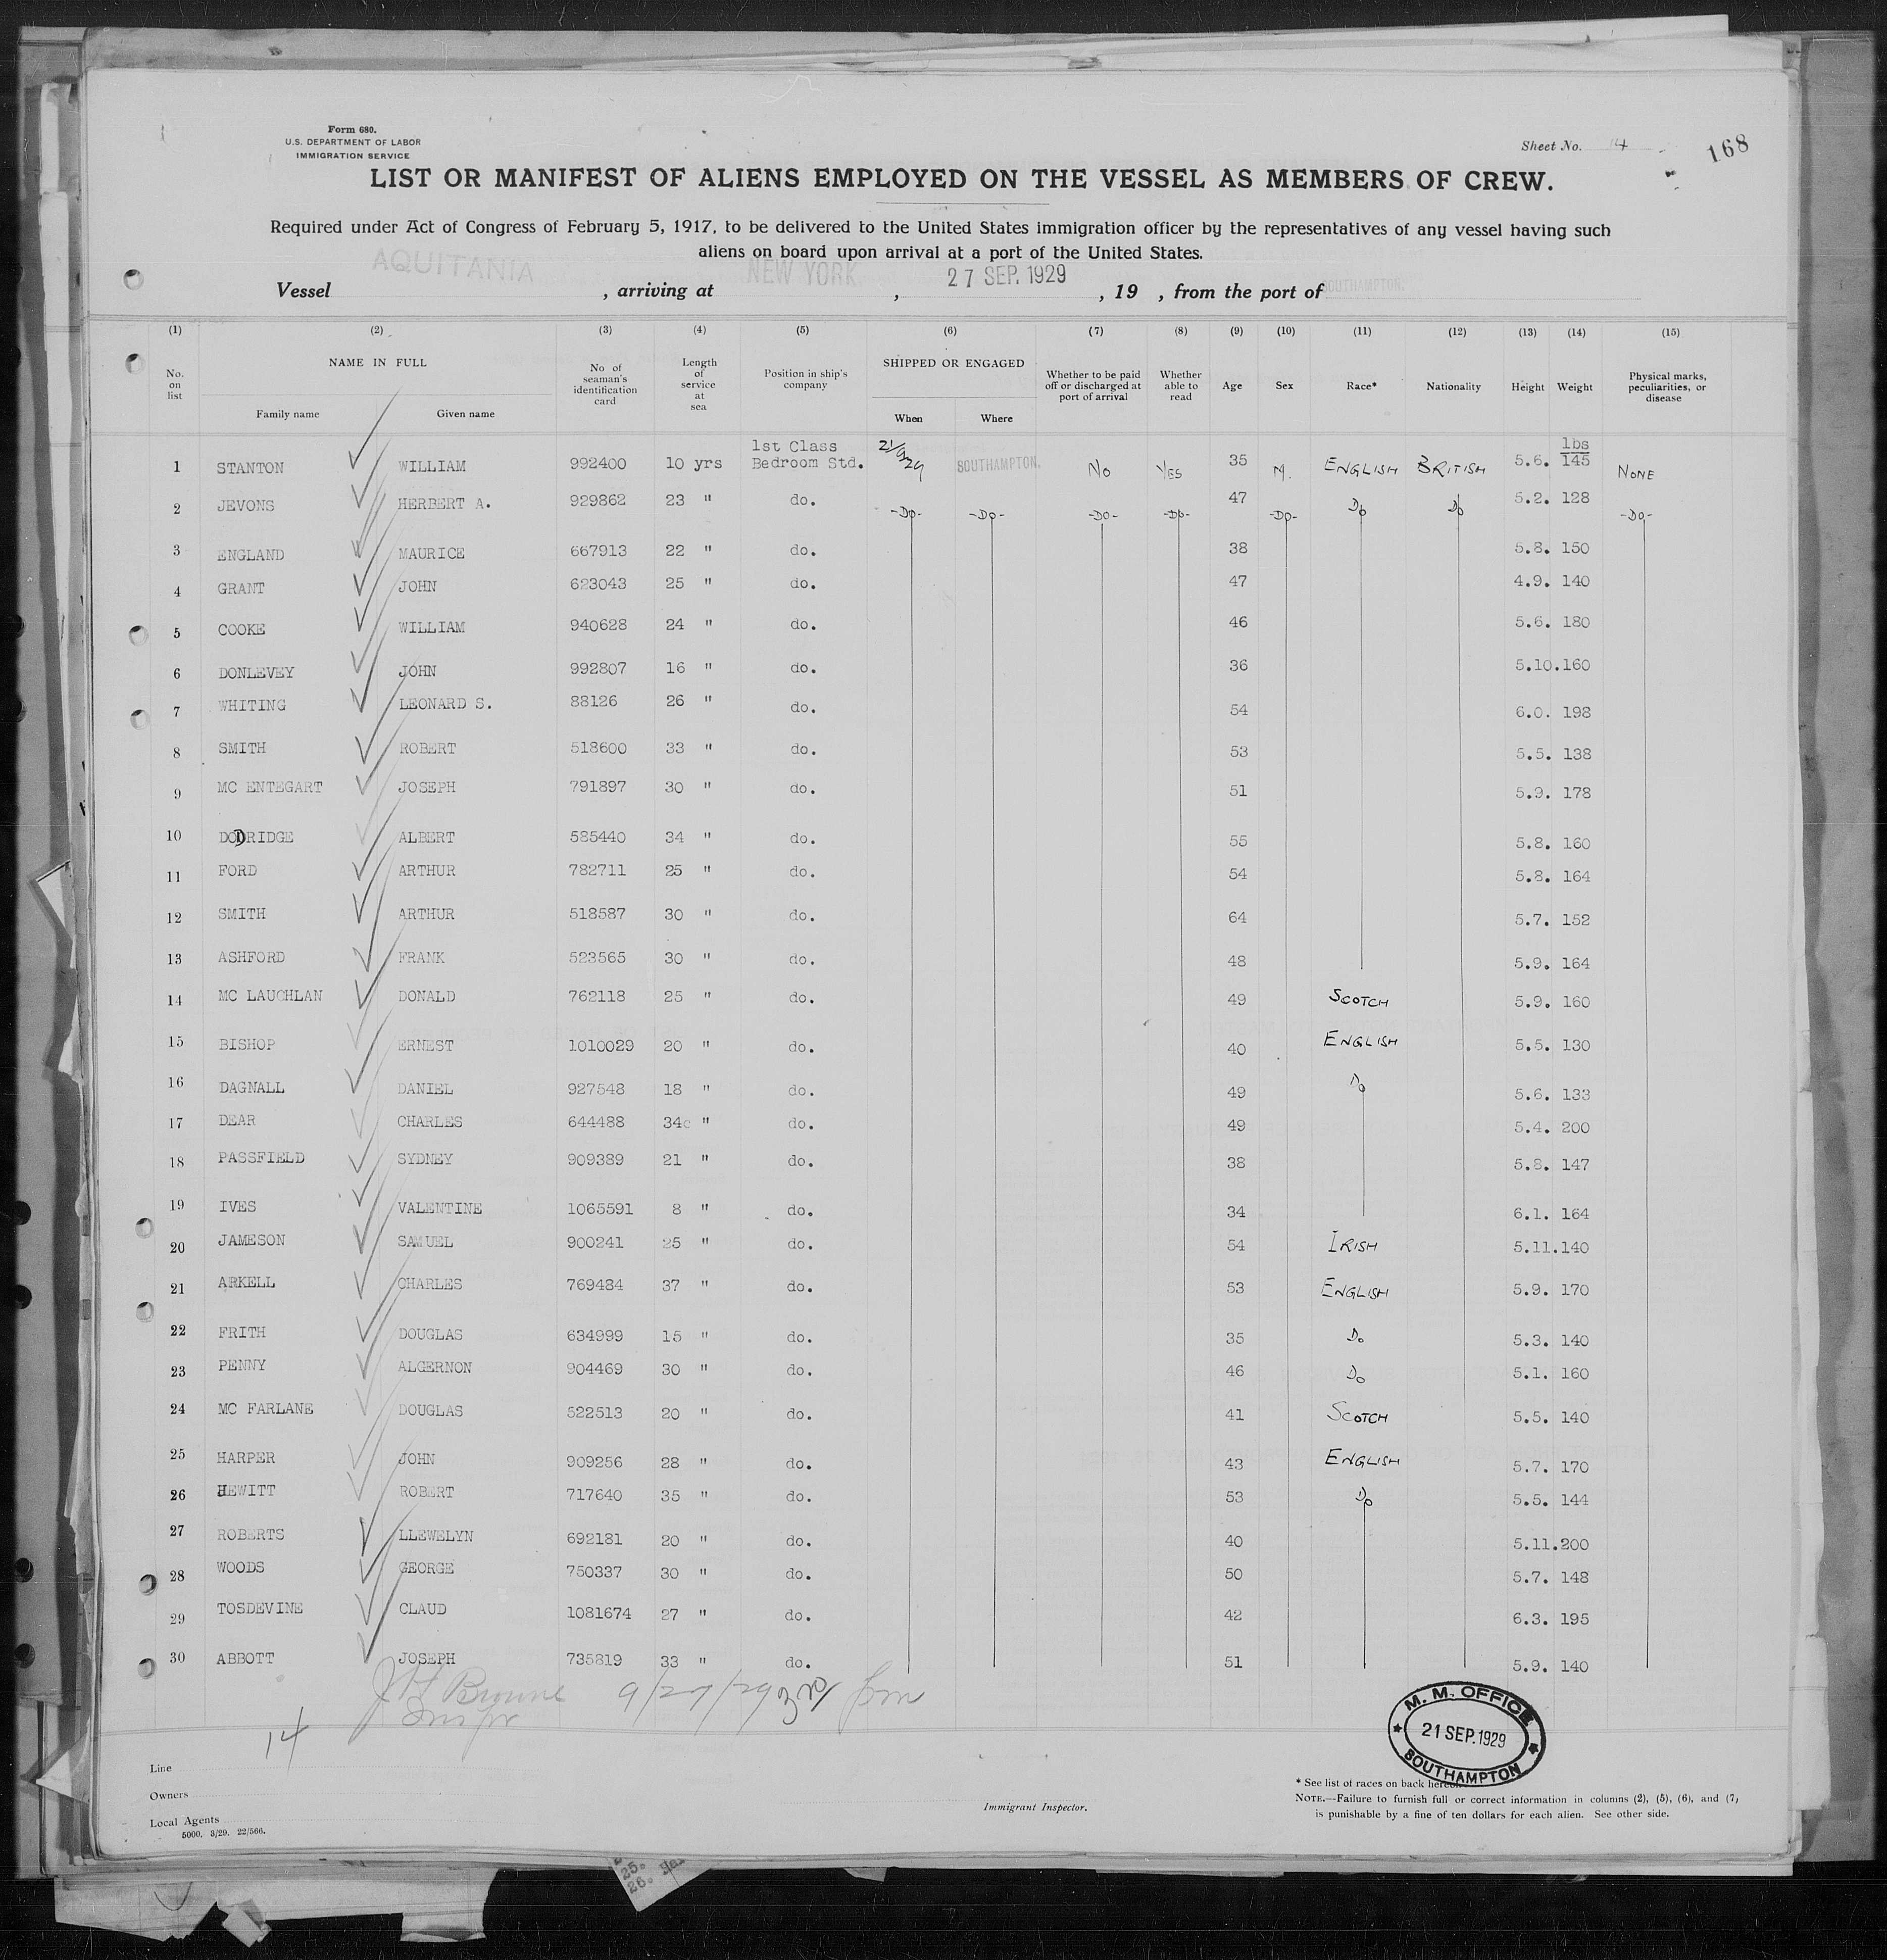 Form 680.
U.S. DEPARTMENT OF LABOR
IMMIGRATION SERVICE
Sheet No. 14
168
LIST OR MANIFEST OF ALIENS EMPLOYED ON THE VESSEL AS MEMBERS OF CREW.
Required under Act of Congress of February 5, 1917, to be delivered to the United States immigration officer by the representatives of any vessel having such
aliens on board upon arrival at a port of the United States.
Vessel AQUITANIA , arriving at NEW YORK , 27 SEP. 1929 , 19 , from the port of SOUTHAMPTON.
(1) (2) (3) (4) (5) (6) (7) (8) (9) (10) (11) (12) (13) (14) (15)
No. on list NAME IN FULL Family name Given name No of seaman's identification card Length of service at sea Position in ship's company SHIPPED OR ENGAGED When Where Whether to be paid off or discharged at port of arrival Whether able to read Age Sex Race* Nationality Height Weight Physical marks, peculiarities, or disease
1 STANTON WILLIAM 992400 10 yrs 1st Class Bedroom Std. 21/9/29 SOUTHAMPTON. No YES 35 M. ENGLISH BRITISH 5.6. lbs 145 NONE
2 JEVONS HERBERT A. 929862 23 " do. -Do- -Do- -Do- -Do- 47 -Do- Do Do 5.2. 128 -Do-
3 ENGLAND MAURICE 667913 22 " do. 38 5.8. 150
4 GRANT JOHN 623043 25 " do. 47 4.9. 140
5 COOKE WILLIAM 940628 24 " do. 46 5.6. 180
6 DONLEVEY JOHN 992807 16 " do. 36 5.10. 160
7 WHITING LEONARD S. 88126 26 " do. 54 6.0. 198
8 SMITH ROBERT 518600 33 " do. 53 5.5. 138
9 MC ENTEGART JOSEPH 791897 30 " do. 51 5.9. 178
10 DODRIDGE ALBERT 585440 34 " do. 55 5.8. 160
11 FORD ARTHUR 782711 25 " do. 54 5.8. 164
12 SMITH ARTHUR 518587 30 " do. 64 5.7. 152
13 ASHFORD FRANK 523565 30 " do. 48 5.9. 164
14 MC LAUCHLAN DONALD 762118 25 " do. 49 SCOTCH 5.9. 160
15 BISHOP ERNEST 1010029 20 " do. 40 ENGLISH 5.5. 130
16 DAGNALL DANIEL 927548 18 " do. 49 Do 5.6. 133
17 DEAR CHARLES 644488 34c " do. 49 5.4. 200
18 PASSFIELD SYDNEY 909389 21 " do. 38 5.8. 147
19 IVES VALENTINE 1065591 8 " do. 34 6.1. 164
20 JAMESON SAMUEL 900241 25 " do. 54 IRISH 5.11. 140
21 ARKELL CHARLES 769484 37 " do. 53 ENGLISH 5.9. 170
22 FRITH DOUGLAS 634999 15 " do. 35 Do 5.3. 140
23 PENNY ALGERNON 904469 30 " do. 46 Do 5.1. 160
24 MC FARLANE DOUGLAS 522513 20 " do. 41 SCOTCH 5.5. 140
25 HARPER JOHN 909256 28 " do. 43 ENGLISH 5.7. 170
26 HEWITT ROBERT 717640 35 " do. 53 Do 5.5. 144
27 ROBERTS LLEWELYN 692181 20 " do. 40 5.11. 200
28 WOODS GEORGE 750337 30 " do. 50 5.7. 148
29 TOSDEVINE CLAUD 1081674 27 " do. 42 6.3. 195
30 ABBOTT JOSEPH 735819 33 " do. 51 5.9. 140
J H Browne 9/27/29 pm
Inspr
14
M. M. OFFICE
21 SEP. 1929
SOUTHAMPTON
Line
Owners
Local Agents
5000. 3/29. 22/566.
Immigrant Inspector.
* See list of races on back hereof.
NOTE.—Failure to furnish full or correct information in columns (2), (5), (6), and (7)
is punishable by a fine of ten dollars for each alien. See other side.
25.
26.